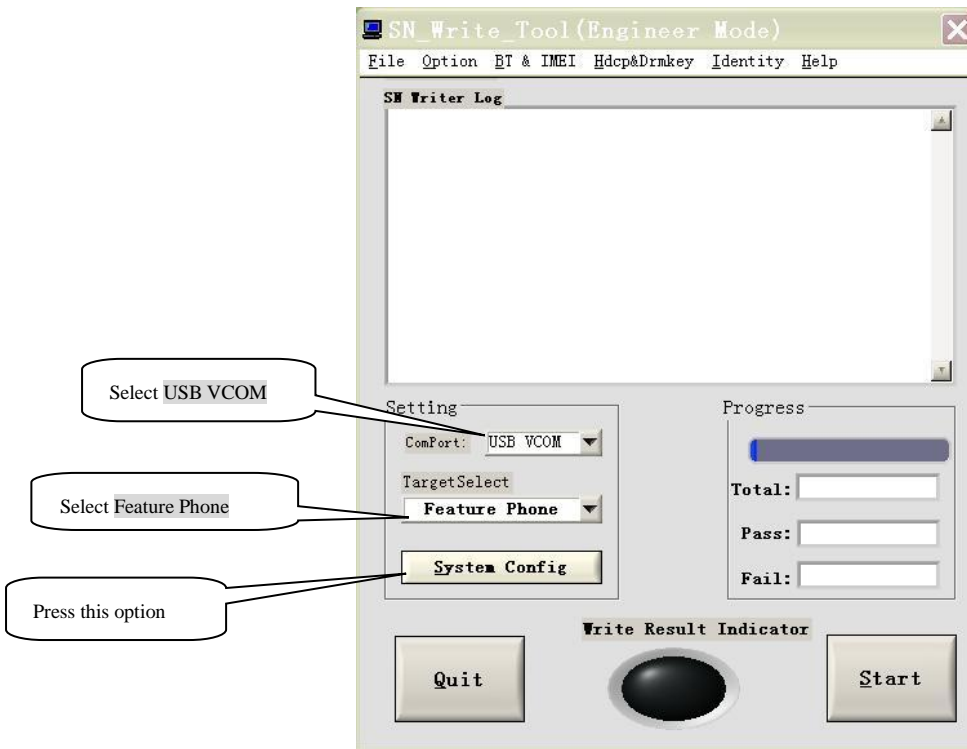 SN_Write_Tool(Engineer Mode)
File Option BT & IMEI Hdcp&Drmkey Identity Help
SN Writer Log
Select USB VCOM
Setting
ComPort: USB VCOM
TargetSelect
Select Feature Phone
Feature Phone
System Config
Press this option
Progress
Total:
Pass:
Fail:
Write Result Indicator
Quit
Start